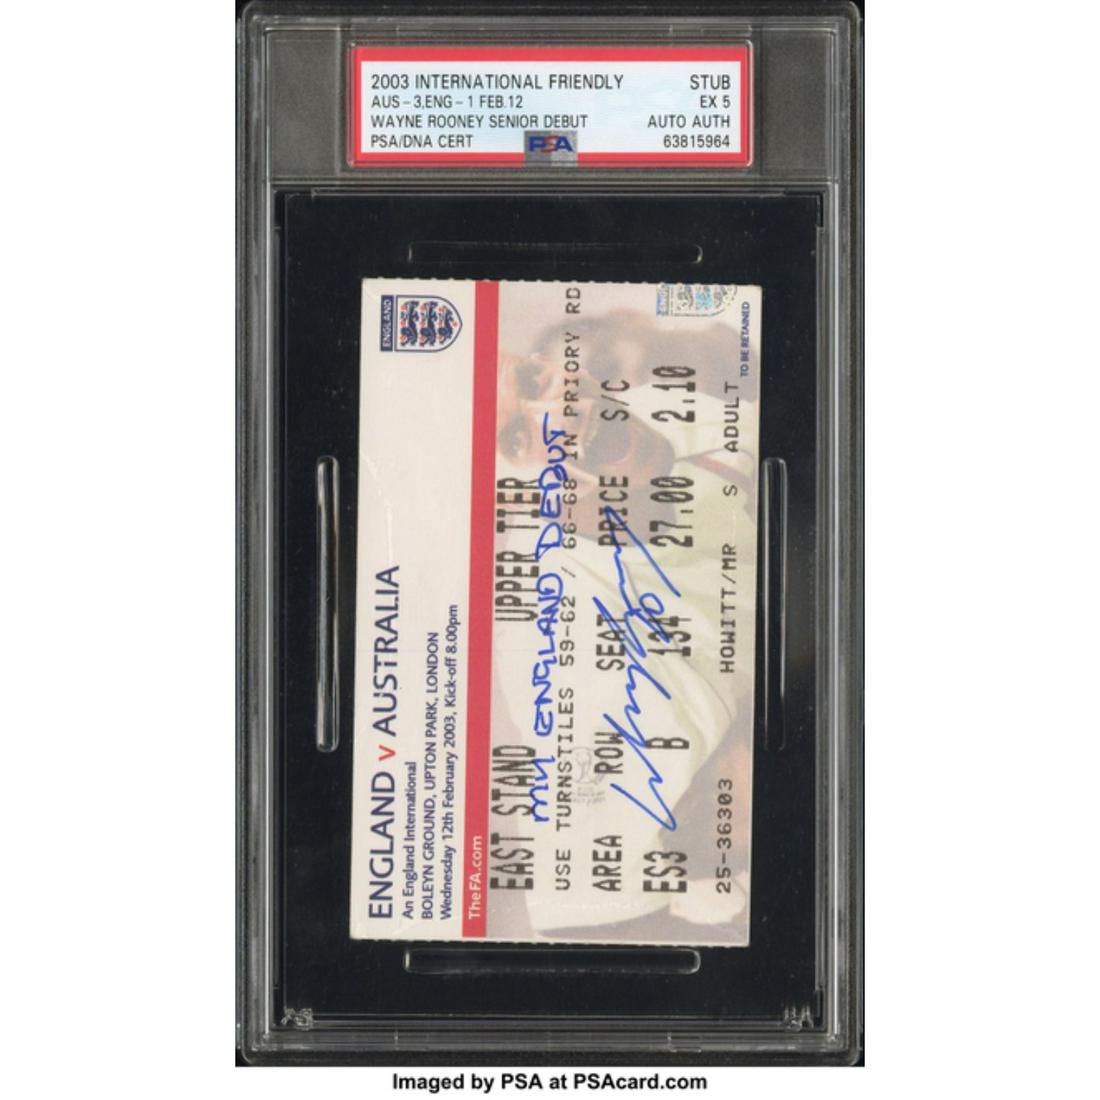 2003 INTERNATIONAL FRIENDLY STUB
AUS - 3,ENG - 1 FEB.12 EX 5
WAYNE ROONEY SENIOR DEBUT AUTO AUTH
PSA/DNA CERT PSA 63815964
ENGLAND
ENGLAND v AUSTRALIA
An England International
BOLEYN GROUND, UPTON PARK, LONDON
Wednesday 12th February 2003, Kick-off 8.00pm
TheFA.com
EAST STAND UPPER TIER
MY ENGLAND DEBUT
USE TURNSTILES 59-62 / 66-68 IN PRIORY RD
AREA ROW SEAT PRICE S/C
ES3 B 134 27.00 2.10
25-36303 HOWITT/MR S ADULT
TO BE RETAINED
Imaged by PSA at PSAcard.com